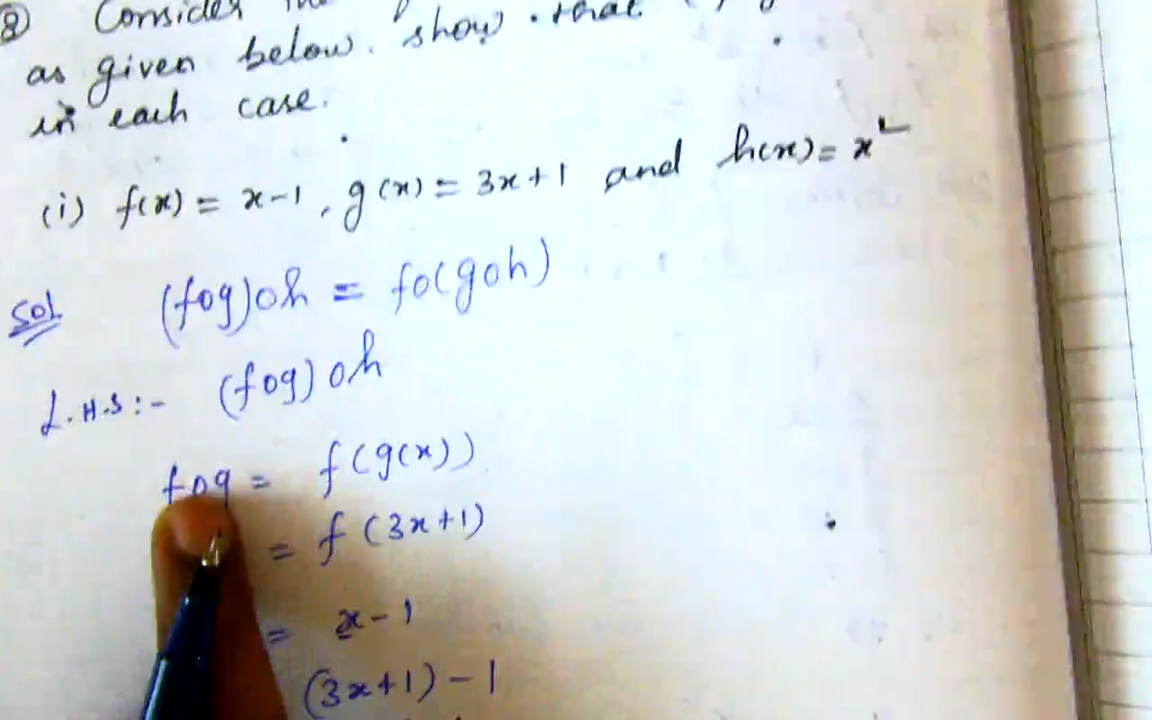 ⑧ Consider the
as given below. show that
in each case.
(i) f(x) = x-1, g(x) = 3x+1 and h(x) = x²
Sol (fog)oh = fo(goh)
L.H.S :- (fog)oh
fog = f(g(x))
= f(3x+1)
= x-1
(3x+1)-1